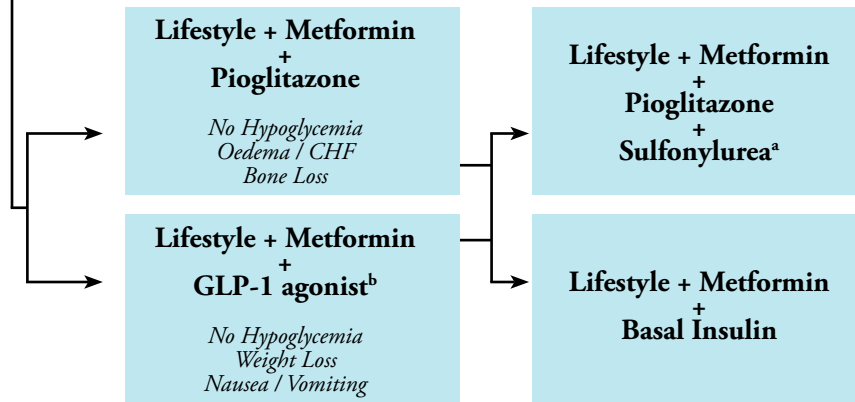 Lifestyle + Metformin
+
Pioglitazone
No Hypoglycemia
Oedema / CHF
Bone Loss
Lifestyle + Metformin
+
Pioglitazone
+
Sulfonylureaᵃ
Lifestyle + Metformin
+
GLP-1 agonistᵇ
No Hypoglycemia
Weight Loss
Nausea / Vomiting
Lifestyle + Metformin
+
Basal Insulin